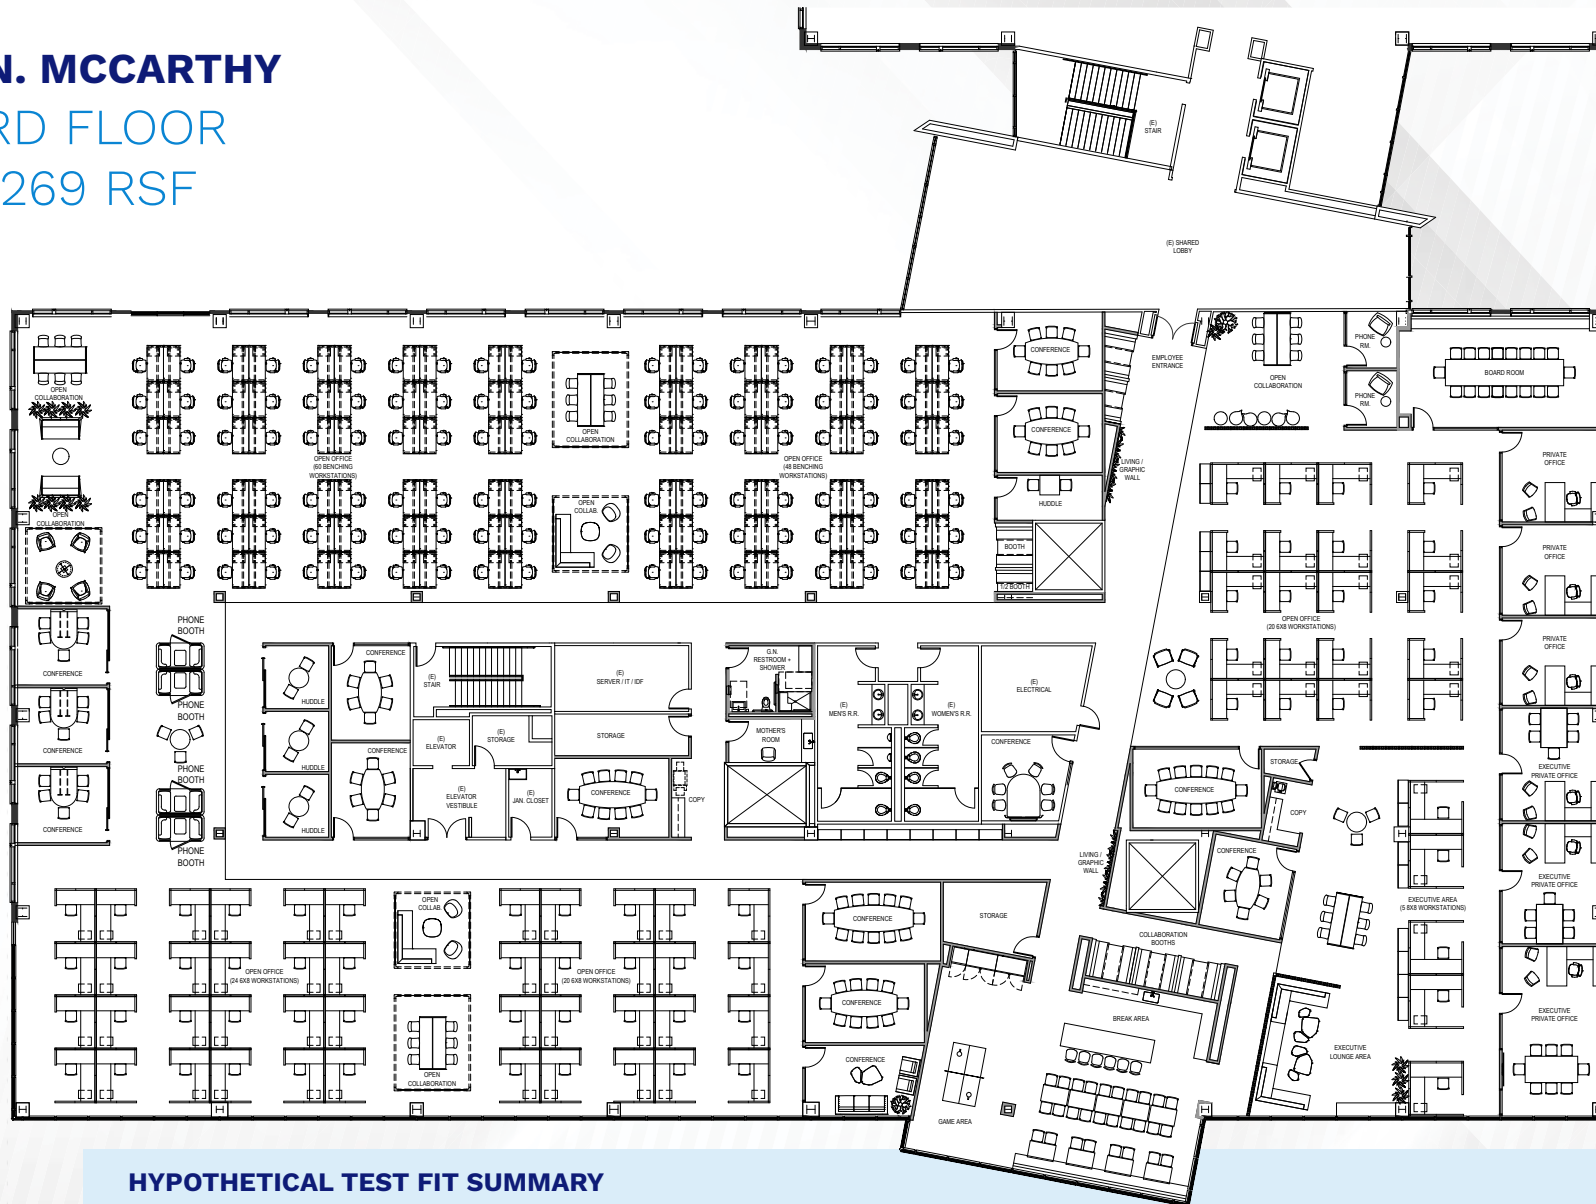 N. MCCARTHY
RD FLOOR
269 RSF
(E)
STAIR
(E) SHARED
LOBBY
EMPLOYEE
ENTRANCE
OPEN
COLLABORATION
OPEN
COLLABORATION
OPEN OFFICE
(60 BENCHING
WORKSTATIONS)
OPEN
COLLABORATION
OPEN
COLLAB.
OPEN OFFICE
(48 BENCHING
WORKSTATIONS)
CONFERENCE
CONFERENCE
HUDDLE
BOOTH
1/2 BOOTH
LIVING /
GRAPHIC
WALL
OPEN
COLLABORATION
PHONE
RM.
PHONE
RM.
BOARD ROOM
PRIVATE
OFFICE
PRIVATE
OFFICE
PRIVATE
OFFICE
OPEN OFFICE
(20 6X8 WORKSTATIONS)
CONFERENCE
CONFERENCE
CONFERENCE
PHONE
BOOTH
PHONE
BOOTH
PHONE
BOOTH
PHONE
BOOTH
HUDDLE
HUDDLE
HUDDLE
CONFERENCE
CONFERENCE
(E)
STAIR
(E)
ELEVATOR
(E)
STORAGE
(E)
ELEVATOR
VESTIBULE
(E)
JAN. CLOSET
(E)
SERVER / IT / IDF
STORAGE
CONFERENCE
COPY
G.N.
RESTROOM +
SHOWER
MOTHER'S
ROOM
(E)
MEN'S R.R.
(E)
WOMEN'S R.R.
(E)
ELECTRICAL
CONFERENCE
LIVING /
GRAPHIC
WALL
CONFERENCE
STORAGE
COPY
CONFERENCE
EXECUTIVE
PRIVATE OFFICE
EXECUTIVE
PRIVATE OFFICE
EXECUTIVE
PRIVATE OFFICE
EXECUTIVE AREA
(5 8X8 WORKSTATIONS)
EXECUTIVE
LOUNGE AREA
COLLABORATION
BOOTHS
BREAK AREA
GAME AREA
STORAGE
CONFERENCE
CONFERENCE
CONFERENCE
OPEN OFFICE
(24 6X8 WORKSTATIONS)
OPEN
COLLAB.
OPEN
COLLABORATION
OPEN OFFICE
(20 6X8 WORKSTATIONS)
HYPOTHETICAL TEST FIT SUMMARY